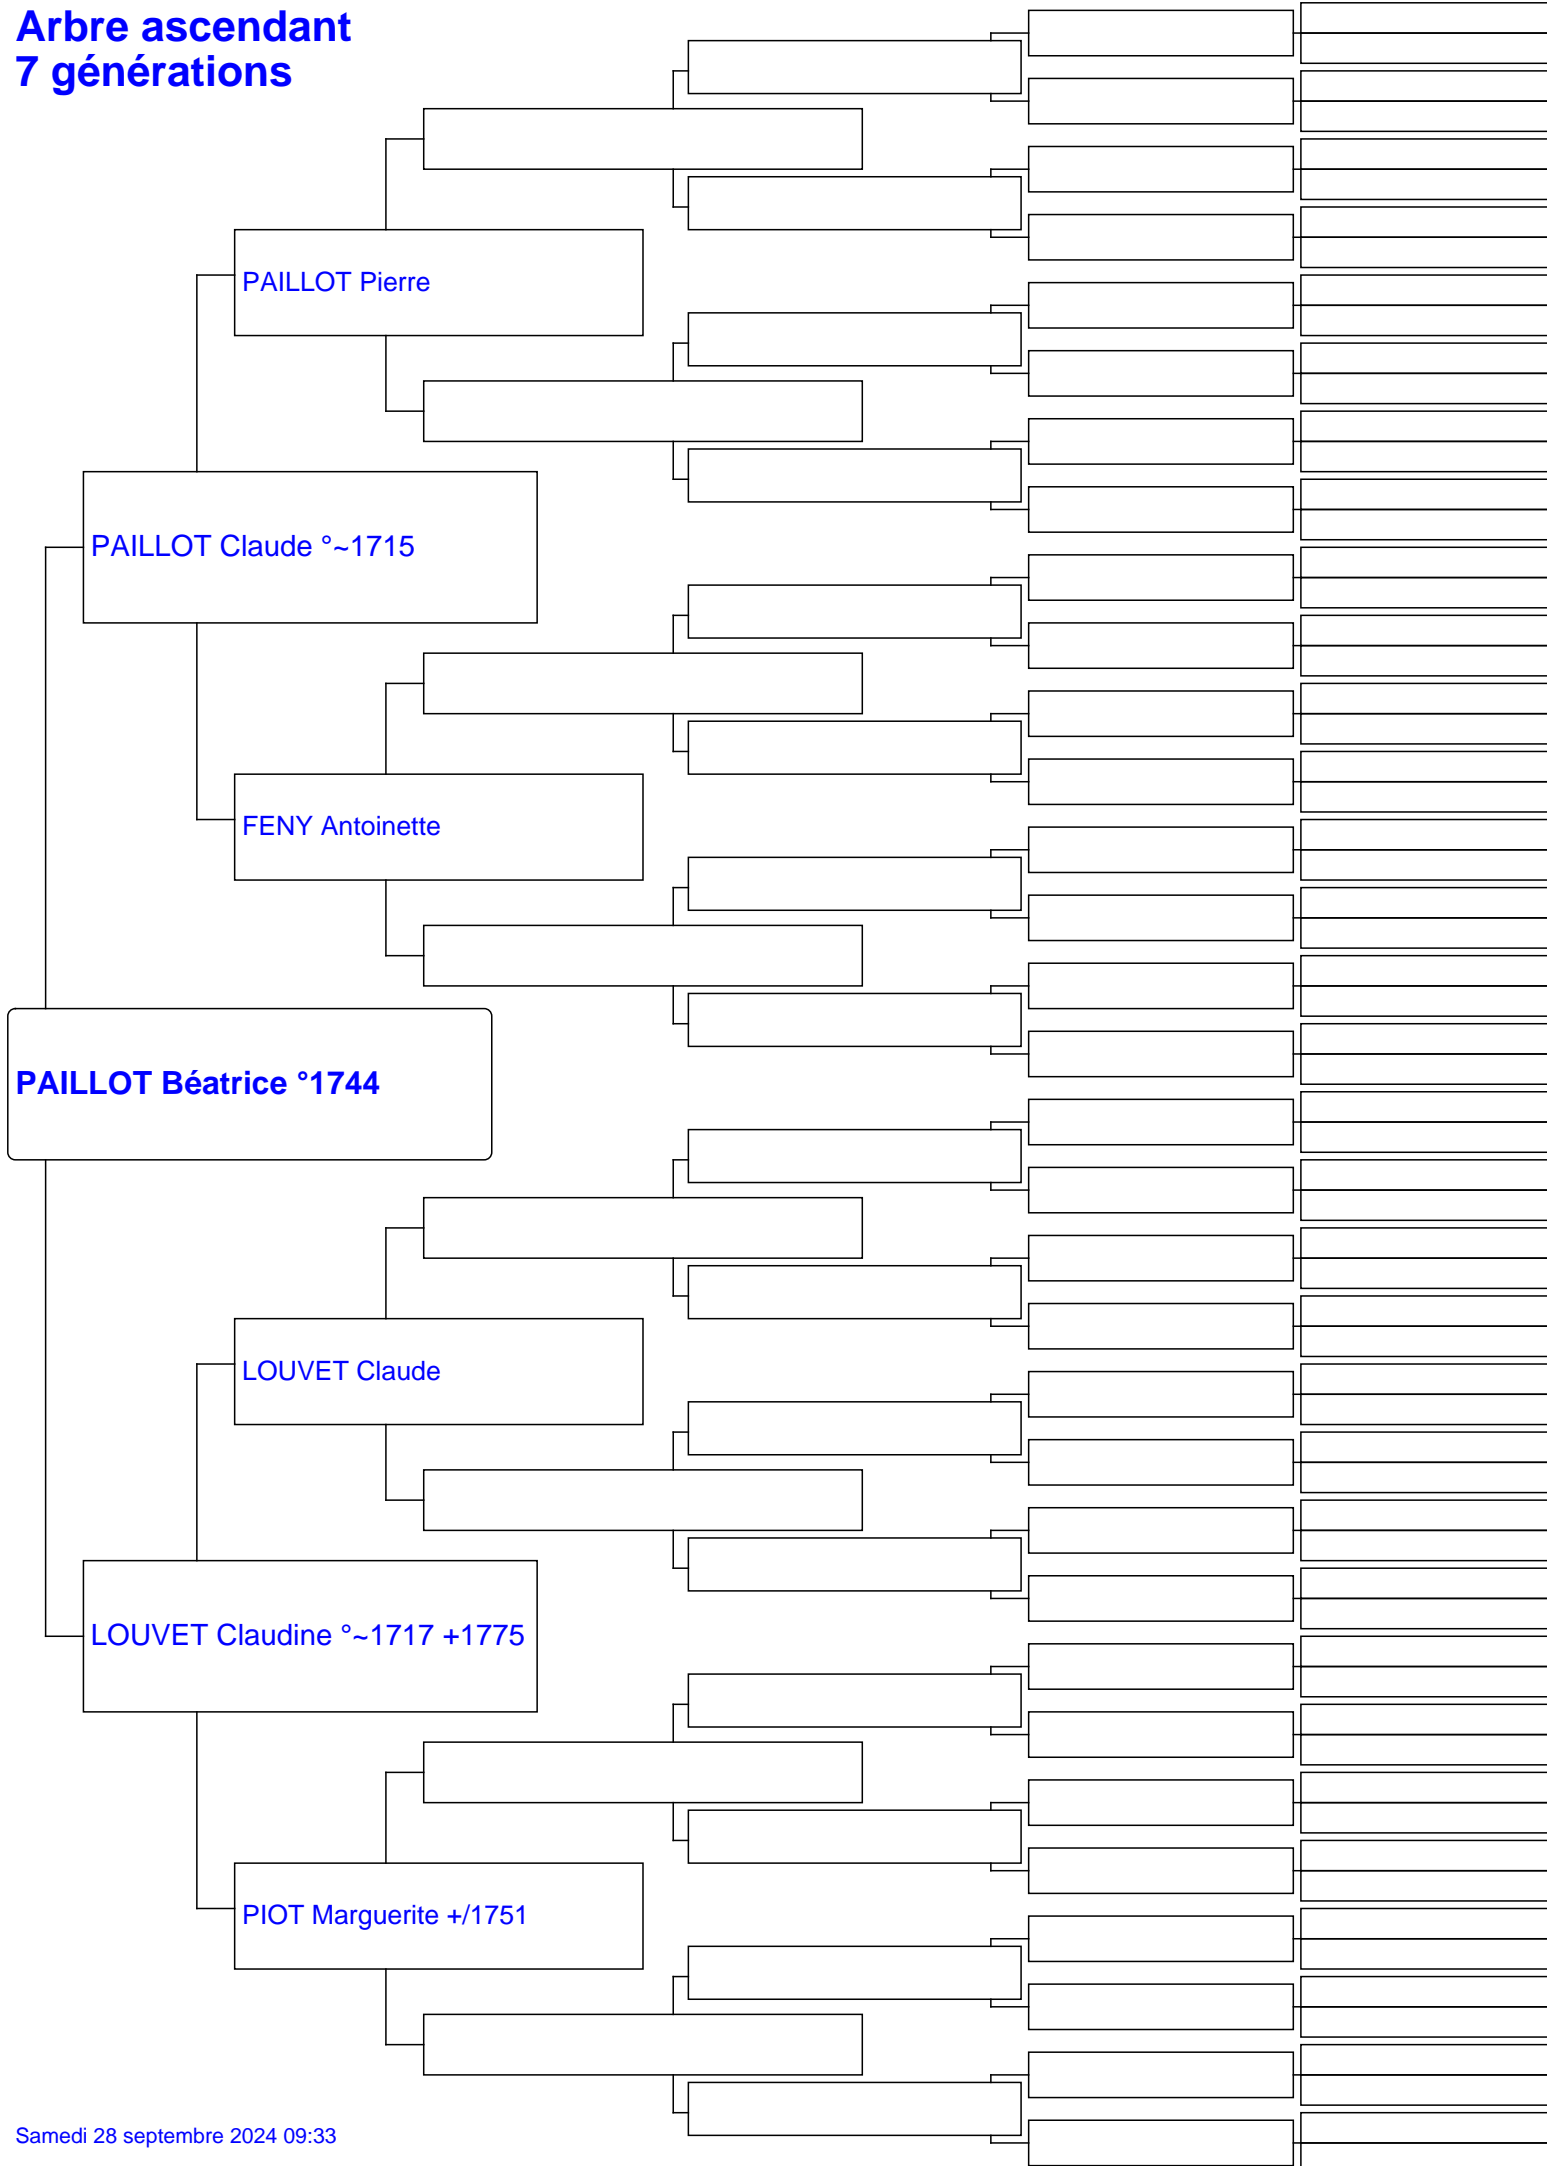 Arbre ascendant
7 générations
PAILLOT Pierre
PAILLOT Claude °~1715
FENY Antoinette
PAILLOT Béatrice °1744
LOUVET Claude
LOUVET Claudine °~1717 +1775
PIOT Marguerite +/1751
Samedi 28 septembre 2024 09:33